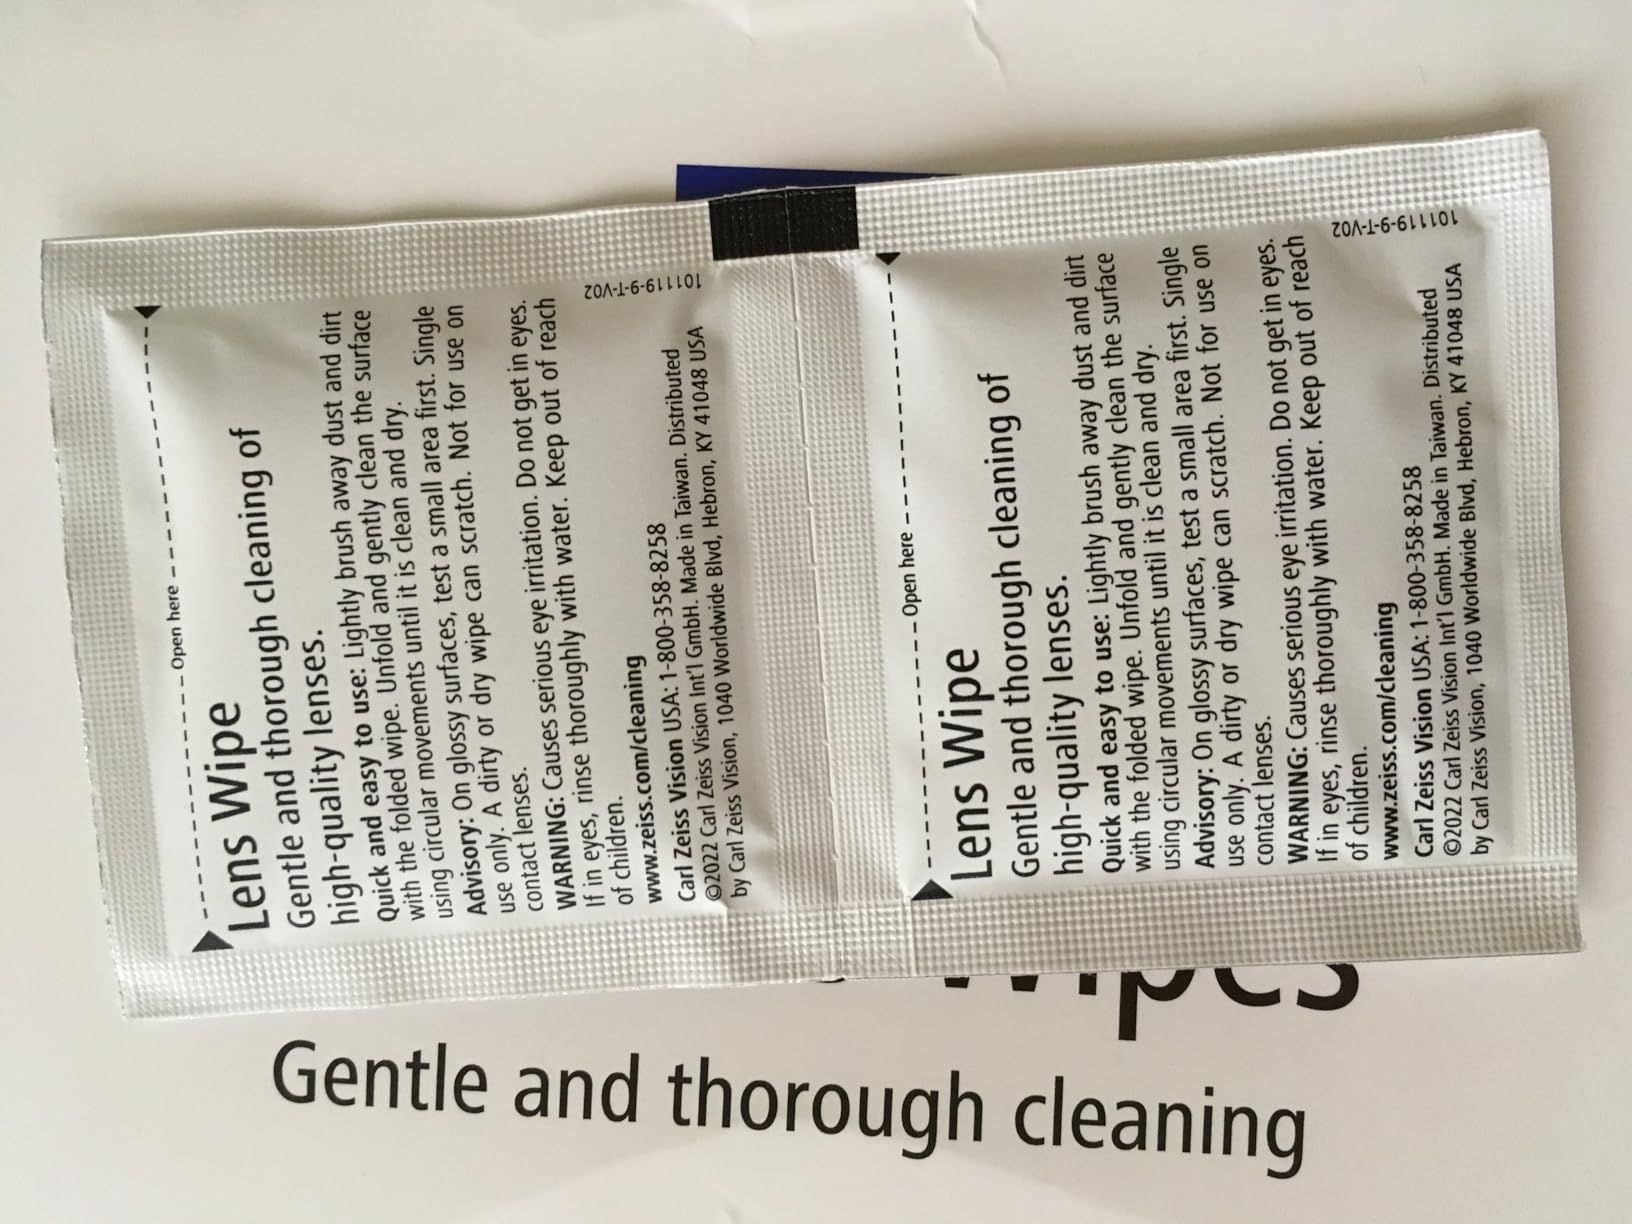 Open here
Lens Wipe
Gentle and thorough cleaning of
high-quality lenses.
Quick and easy to use: Lightly brush away dust and dirt
with the folded wipe. Unfold and gently clean the surface
using circular movements until it is clean and dry.
Advisory: On glossy surfaces, test a small area first. Single
use only. A dirty or dry wipe can scratch. Not for use on
contact lenses.
WARNING: Causes serious eye irritation. Do not get in eyes.
If in eyes, rinse thoroughly with water. Keep out of reach
of children.
www.zeiss.com/cleaning
Carl Zeiss Vision USA: 1-800-358-8258
©2022 Carl Zeiss Vision Int'l GmbH. Made in Taiwan. Distributed
by Carl Zeiss Vision, 1040 Worldwide Blvd, Hebron, KY 41048 USA
101119-9-T-V02
Open here
Lens Wipe
Gentle and thorough cleaning of
high-quality lenses.
Quick and easy to use: Lightly brush away dust and dirt
with the folded wipe. Unfold and gently clean the surface
using circular movements until it is clean and dry.
Advisory: On glossy surfaces, test a small area first. Single
use only. A dirty or dry wipe can scratch. Not for use on
contact lenses.
WARNING: Causes serious eye irritation. Do not get in eyes.
If in eyes, rinse thoroughly with water. Keep out of reach
of children.
www.zeiss.com/cleaning
Carl Zeiss Vision USA: 1-800-358-8258
©2022 Carl Zeiss Vision Int'l GmbH. Made in Taiwan. Distributed
by Carl Zeiss Vision, 1040 Worldwide Blvd, Hebron, KY 41048 USA
101119-9-T-V02
Gentle and thorough cleaning